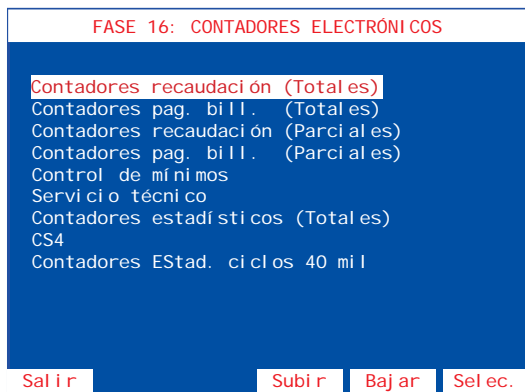 FASE 16: CONTADORES ELECTRÓNICOS
Contadores recaudación (Totales)
Contadores pag. bill. (Totales)
Contadores recaudación (Parciales)
Contadores pag. bill. (Parciales)
Control de mínimos
Servicio técnico
Contadores estadísticos (Totales)
CS4
Contadores EStad. ciclos 40 mil
Salir Subir Bajar Selec.